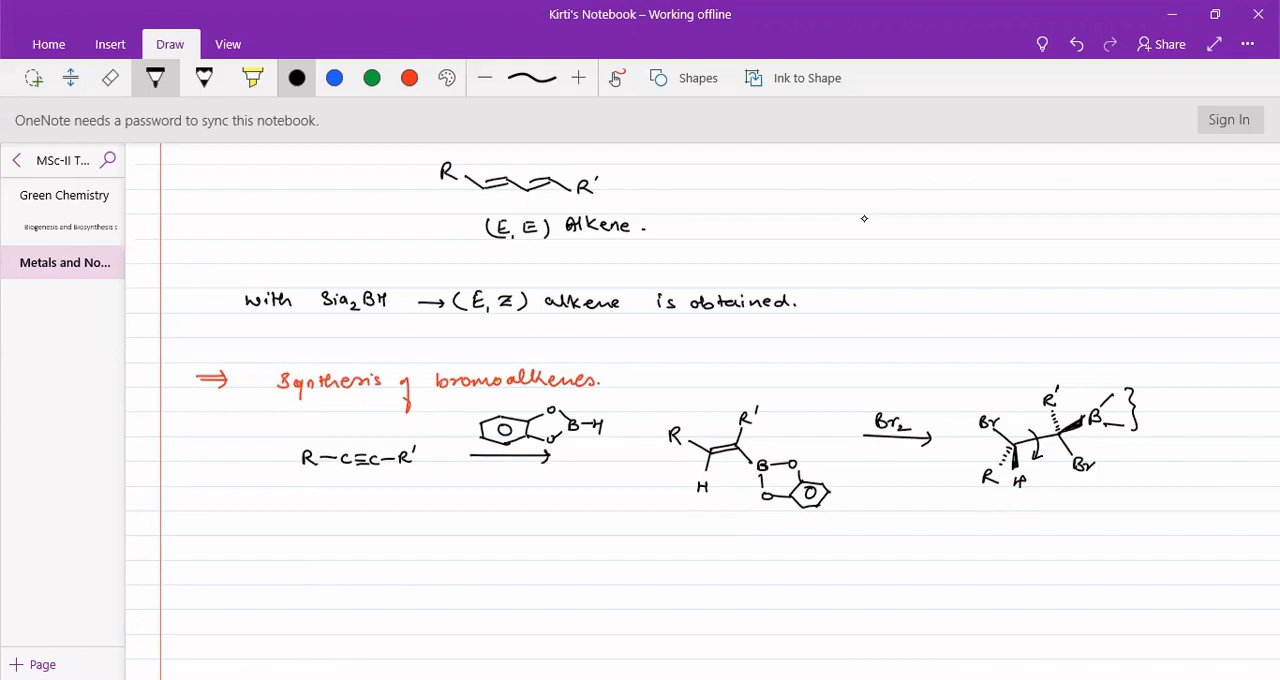 Kirti's Notebook – Working offline
Home Insert Draw View Share
Shapes Ink to Shape
OneNote needs a password to sync this notebook. Sign In
MSc-II T...
Green Chemistry
Biogenesis and Biosynthesis c
Metals and No...
R R'
(E, E) Alkene.
with Sia2BH → (E, Z) alkene is obtained.
⇒ Synthesis of bromoalkenes.
R—C≡C—R'
O B—H O
R R' H B O O
Br2
Br R' B R H Br
+ Page